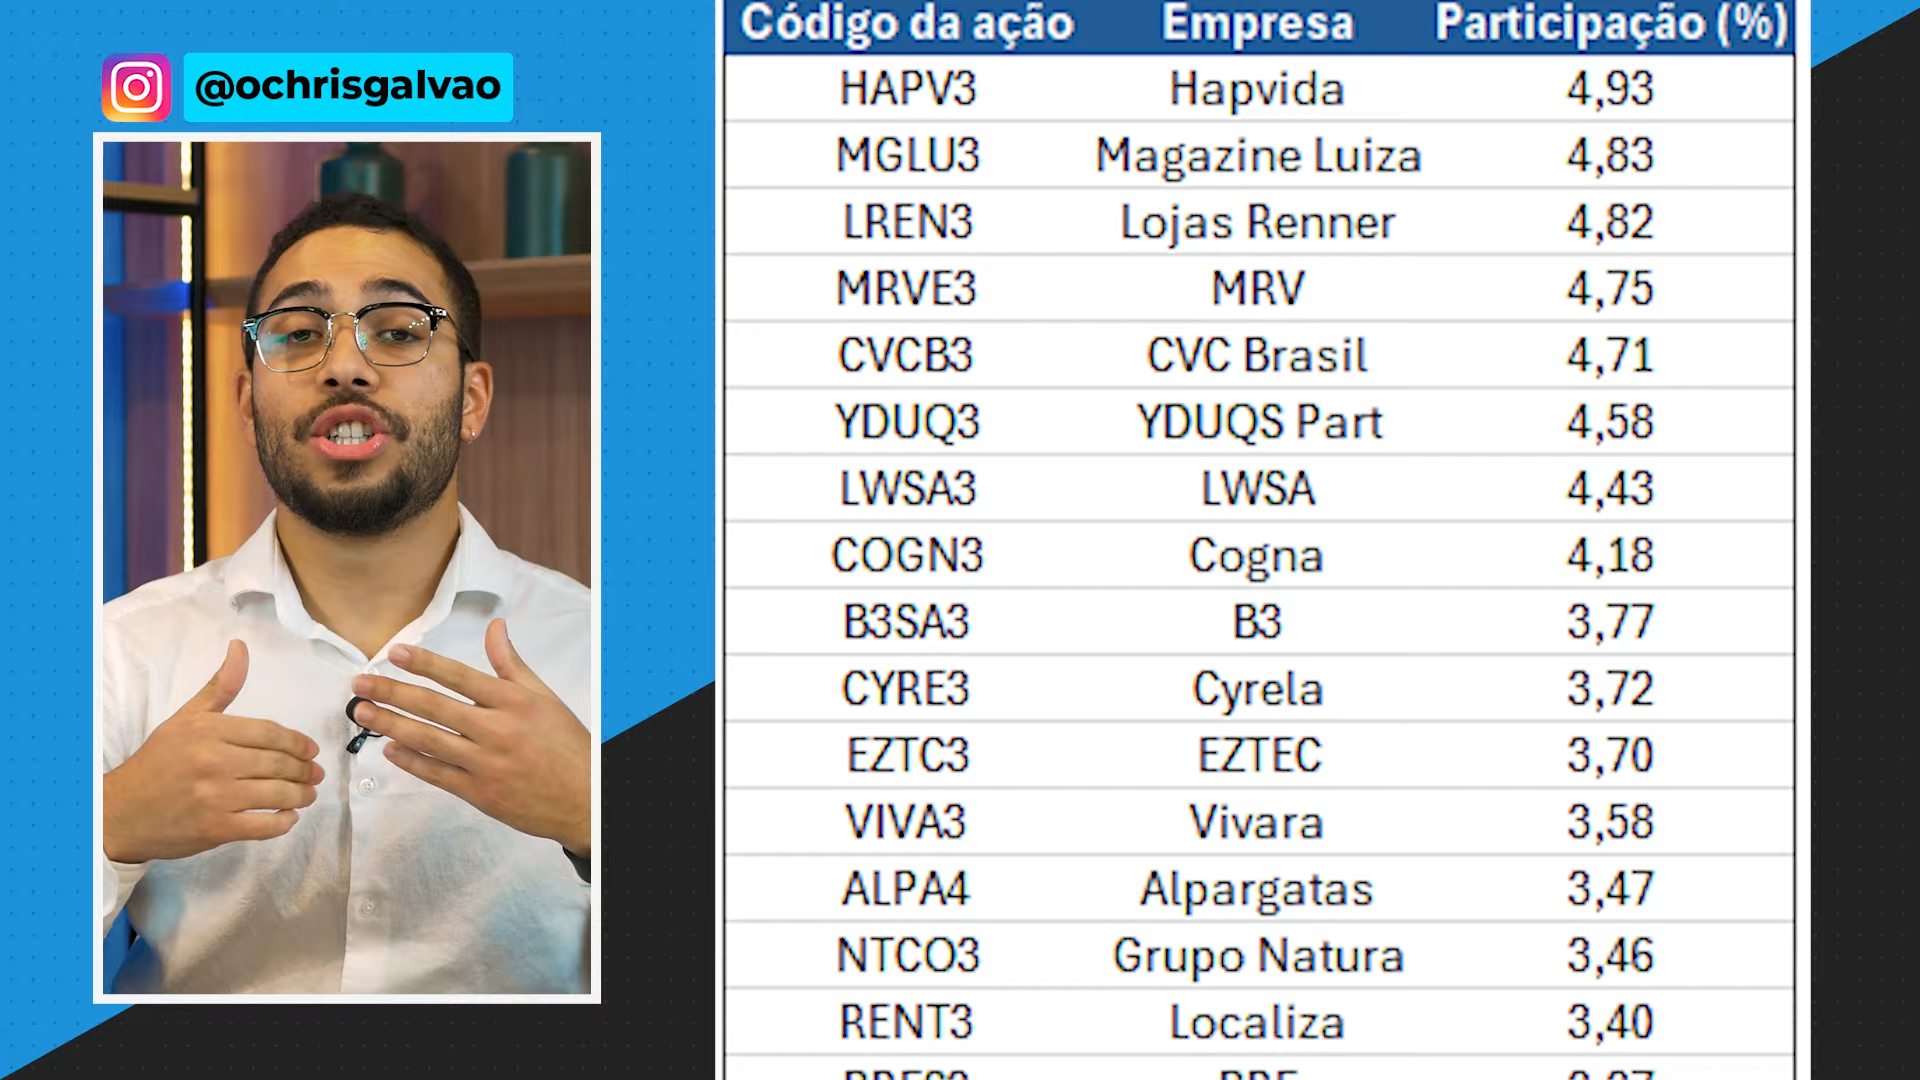 @ochrisgalvao
Código da ação Empresa Participação (%)
HAPV3 Hapvida 4,93
MGLU3 Magazine Luiza 4,83
LREN3 Lojas Renner 4,82
MRVE3 MRV 4,75
CVCB3 CVC Brasil 4,71
YDUQ3 YDUQS Part 4,58
LWSA3 LWSA 4,43
COGN3 Cogna 4,18
B3SA3 B3 3,77
CYRE3 Cyrela 3,72
EZTC3 EZTEC 3,70
VIVA3 Vivara 3,58
ALPA4 Alpargatas 3,47
NTCO3 Grupo Natura 3,46
RENT3 Localiza 3,40